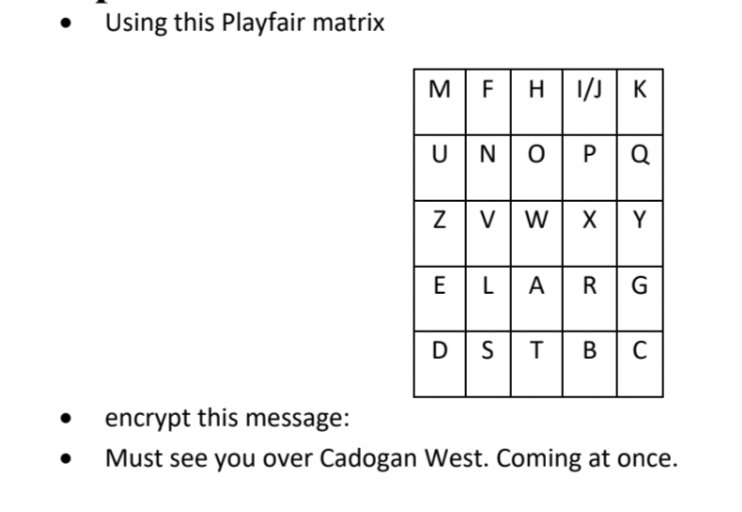 • Using this Playfair matrix
M F H I/J K
U N O P Q
Z V W X Y
E L A R G
D S T B C
• encrypt this message:
• Must see you over Cadogan West. Coming at once.